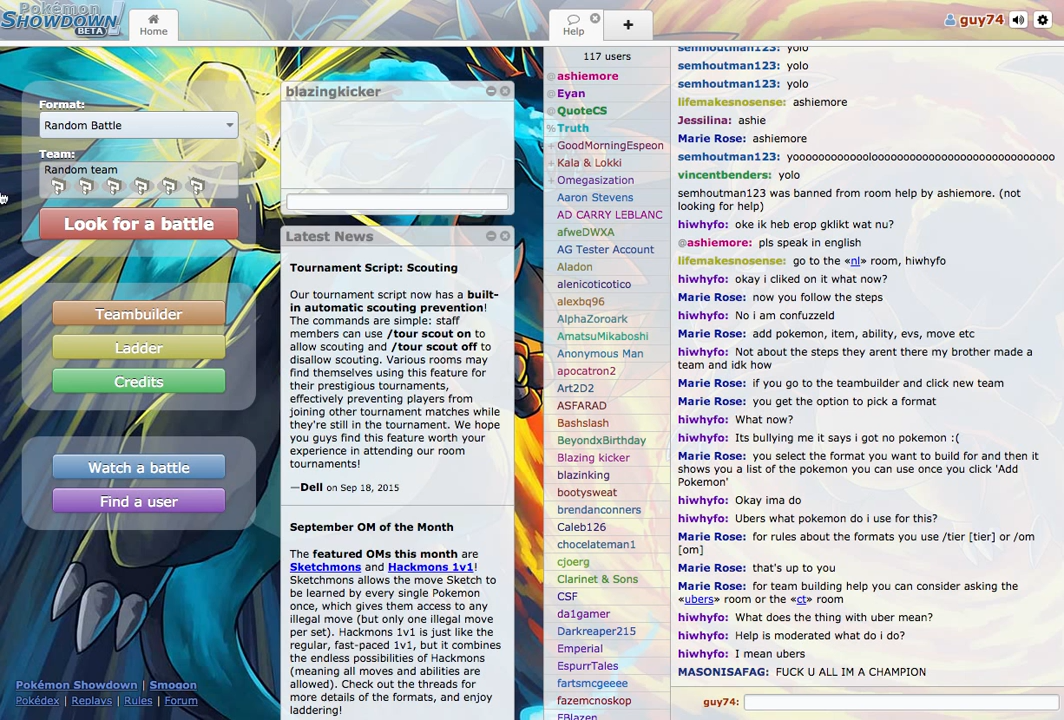 Pokémon
SHOWDOWN!
BETA
Home
Help
+
guy74
Format:
Random Battle
Team:
Random team
Look for a battle
Teambuilder
Ladder
Credits
Watch a battle
Find a user
Pokémon Showdown | Smogon
Pokédex | Replays | Rules | Forum
blazingkicker
Latest News
Tournament Script: Scouting
Our tournament script now has a built-
in automatic scouting prevention!
The commands are simple: staff
members can use /tour scout on to
allow scouting and /tour scout off to
disallow scouting. Various rooms may
find themselves using this feature for
their prestigious tournaments,
effectively preventing players from
joining other tournament matches while
they're still in the tournament. We hope
you guys find this feature worth your
experience in attending our room
tournaments!
—Dell on Sep 18, 2015
September OM of the Month
The featured OMs this month are
Sketchmons and Hackmons 1v1!
Sketchmons allows the move Sketch to
be learned by every single Pokemon
once, which gives them access to any
illegal move (but only one illegal move
per set). Hackmons 1v1 is just like the
regular, fast-paced 1v1, but it combines
the endless possibilities of Hackmons
(meaning all moves and abilities are
allowed). Check out the threads for
more details of the formats, and enjoy
laddering!
117 users
@ashiemore
@Eyan
@QuoteCS
%Truth
+GoodMorningEspeon
+Kala & Lokki
+Omegasization
Aaron Stevens
AD CARRY LEBLANC
afweDWXA
AG Tester Account
Aladon
alenicoticotico
alexbq96
AlphaZoroark
AmatsuMikaboshi
Anonymous Man
apocatron2
Art2D2
ASFARAD
Bashslash
BeyondxBirthday
Blazing kicker
blazinking
bootysweat
brendanconners
Caleb126
chocolateman1
cjoerg
Clarinet & Sons
CSF
da1gamer
Darkreaper215
Emperial
EspurrTales
fartsmcgeeee
fazemcnoskop
FBlazen
semhoutman123: yolo
semhoutman123: yolo
semhoutman123: yolo
lifemakesnosense: ashiemore
Jessilina: ashie
Marie Rose: ashiemore
semhoutman123: yooooooooooooloooooooooooooooooooooooooooooo
vincentbenders: yolo
semhoutman123 was banned from room help by ashiemore. (not
looking for help)
hiwhyfo: oke ik heb erop gklikt wat nu?
@ashiemore: pls speak in english
lifemakesnosense: go to the «nl» room, hiwhyfo
hiwhyfo: okay i cliked on it what now?
Marie Rose: now you follow the steps
hiwhyfo: No i am confuzzeld
Marie Rose: add pokemon, item, ability, evs, move etc
hiwhyfo: Not about the steps they arent there my brother made a
team and idk how
Marie Rose: if you go to the teambuilder and click new team
Marie Rose: you get the option to pick a format
hiwhyfo: What now?
hiwhyfo: Its bullying me it says i got no pokemon :(
Marie Rose: you select the format you want to build for and then it
shows you a list of the pokemon you can use once you click 'Add
Pokemon'
hiwhyfo: Okay ima do
hiwhyfo: Ubers what pokemon do i use for this?
Marie Rose: for rules about the formats you use /tier [tier] or /om
[om]
Marie Rose: that's up to you
Marie Rose: for team building help you can consider asking the
«ubers» room or the «ct» room
hiwhyfo: What does the thing with uber mean?
hiwhyfo: Help is moderated what do i do?
hiwhyfo: I mean ubers
MASONISAFAG: FUCK U ALL IM A CHAMPION
guy74: